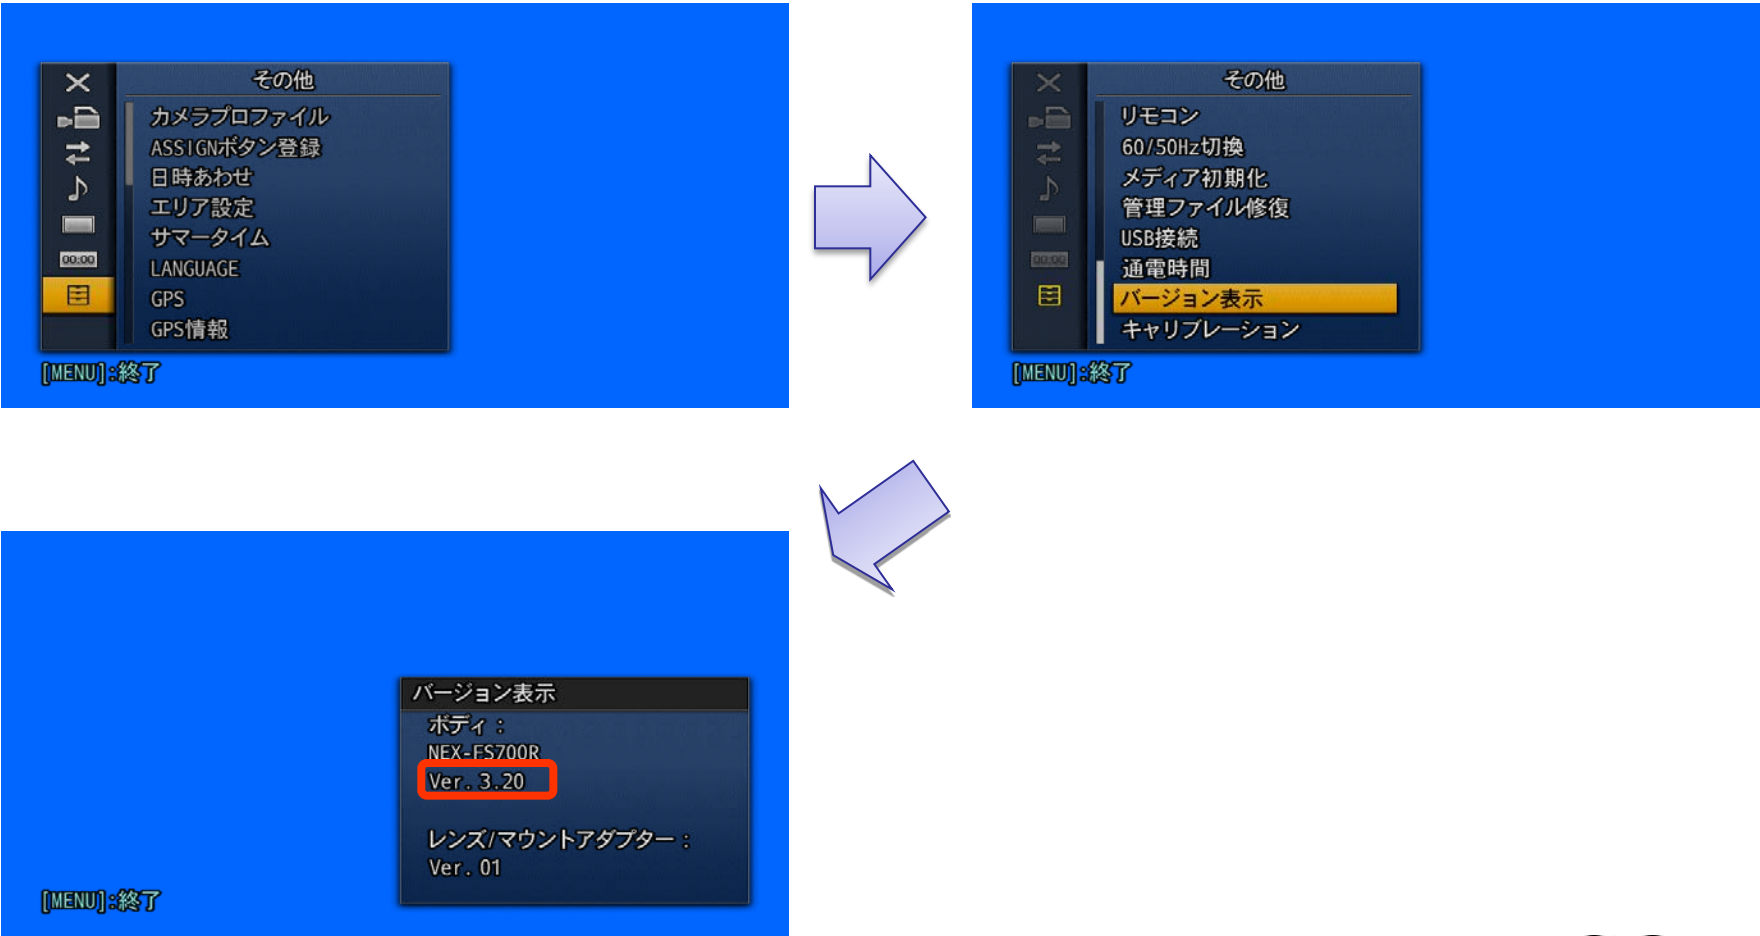 その他
カメラプロファイル
ASSIGNボタン登録
日時あわせ
エリア設定
サマータイム
00:00
LANGUAGE
GPS
GPS情報
[MENU]:終了
その他
リモコン
60/50Hz切換
メディア初期化
管理ファイル修復
USB接続
00:00
通電時間
バージョン表示
キャリブレーション
[MENU]:終了
バージョン表示
ボディ:
NEX-FS700R
Ver. 3.20
レンズ/マウントアダプター:
Ver. 01
[MENU]:終了